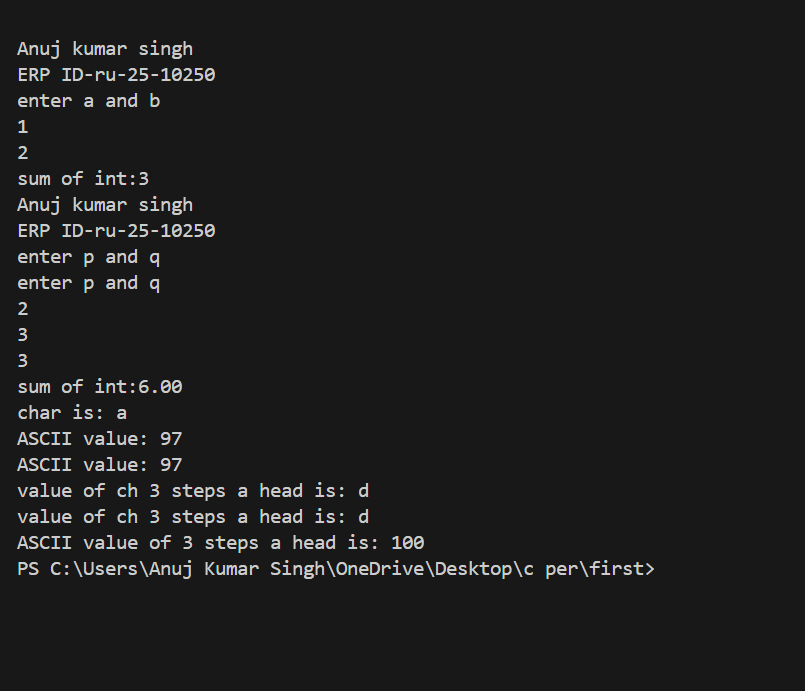 Anuj kumar singh
ERP ID-ru-25-10250
enter a and b
1
2
sum of int:3
Anuj kumar singh
ERP ID-ru-25-10250
enter p and q
enter p and q
2
3
3
sum of int:6.00
char is: a
ASCII value: 97
ASCII value: 97
value of ch 3 steps a head is: d
value of ch 3 steps a head is: d
ASCII value of 3 steps a head is: 100
PS C:\Users\Anuj Kumar Singh\OneDrive\Desktop\c per\first>